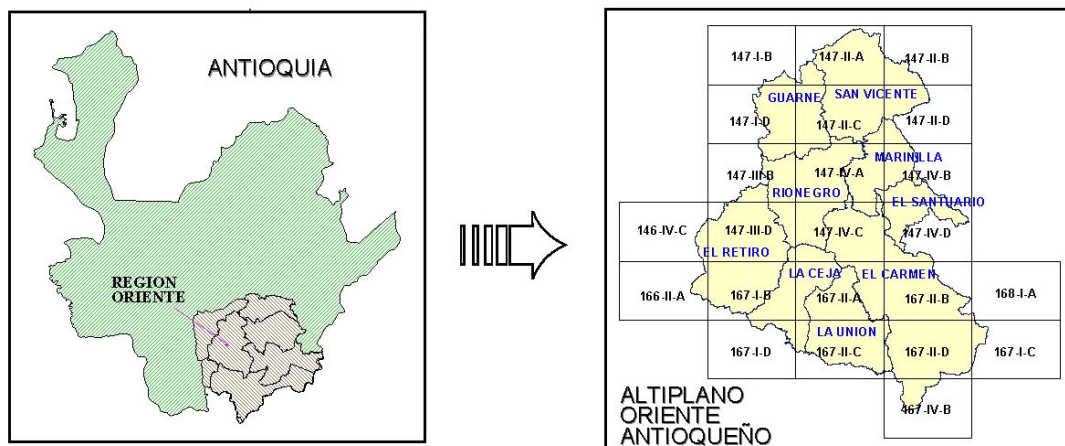 ANTIOQUIA
REGION
ORIENTE
147-I-B
147-II-A
147-II-B
GUARNE
SAN VICENTE
147-I-D
147-II-C
147-II-D
MARINILLA
147-III-B
147-IV-A
147-IV-B
RIONEGRO
EL SANTUARIO
146-IV-C
147-III-D
147-IV-C
147-IV-D
EL RETIRO
LA CEJA
EL CARMEN
166-II-A
167-I-B
167-II-A
167-II-B
168-I-A
LA UNION
167-I-D
167-II-C
167-II-D
167-I-C
ALTIPLANO
ORIENTE
ANTIOQUEÑO
467-IV-B